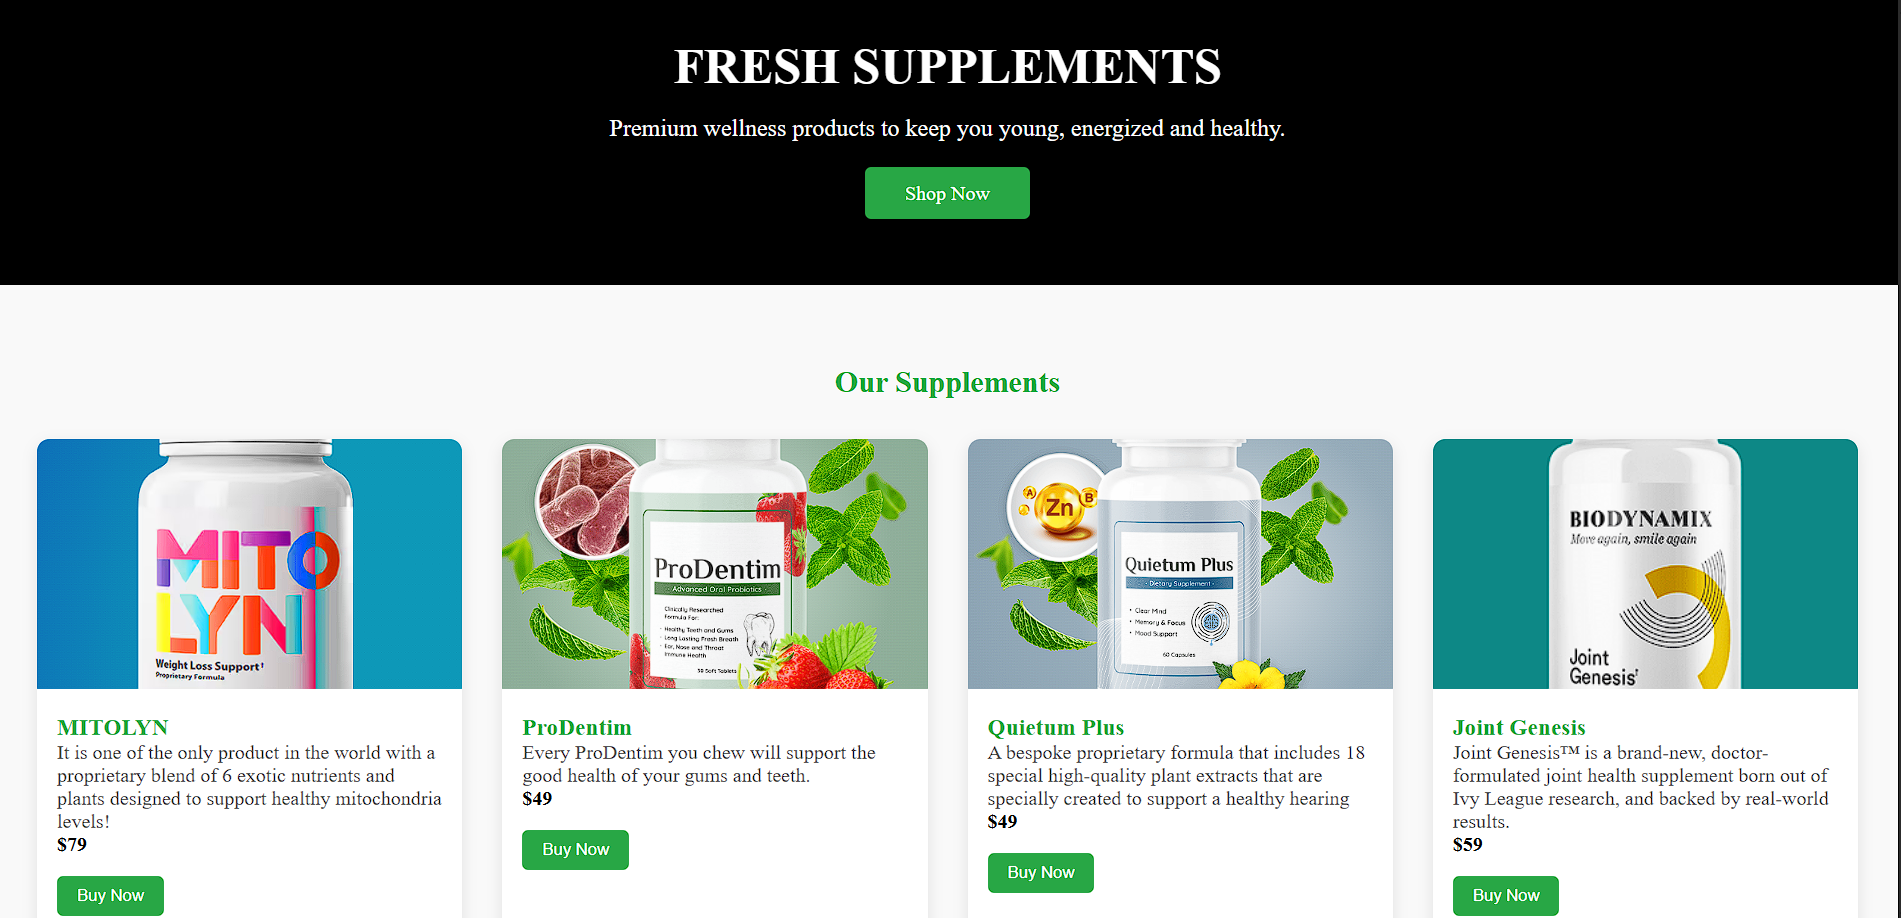 FRESH SUPPLEMENTS
Premium wellness products to keep you young, energized and healthy.
Shop Now
Our Supplements
MITO
LYN
Weight Loss Support†
Proprietary Formula
ProDentim
· Advanced Oral Probiotics ·
Clinically Researched
Formula For:
· Healthy Teeth and Gums
· Long Lasting Fresh Breath
· Ear, Nose and Throat
Immune Health
30 Soft Tablets
A
Zn
B
Quietum Plus
· Dietary Supplement ·
• Clear Mind
• Memory & Focus
• Mood Support
60 Capsules
BIODYNAMIX
Move again, smile again
Joint
Genesis
MITOLYN
It is one of the only product in the world with a
proprietary blend of 6 exotic nutrients and
plants designed to support healthy mitochondria
levels!
$79
Buy Now
ProDentim
Every ProDentim you chew will support the
good health of your gums and teeth.
$49
Buy Now
Quietum Plus
A bespoke proprietary formula that includes 18
special high-quality plant extracts that are
specially created to support a healthy hearing
$49
Buy Now
Joint Genesis
Joint Genesis™ is a brand-new, doctor-
formulated joint health supplement born out of
Ivy League research, and backed by real-world
results.
$59
Buy Now